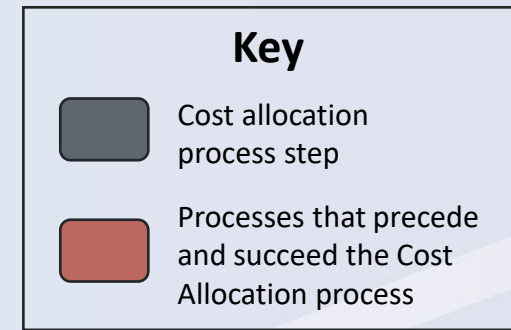 Key
Cost allocation
process step
Processes that precede
and succeed the Cost
Allocation process